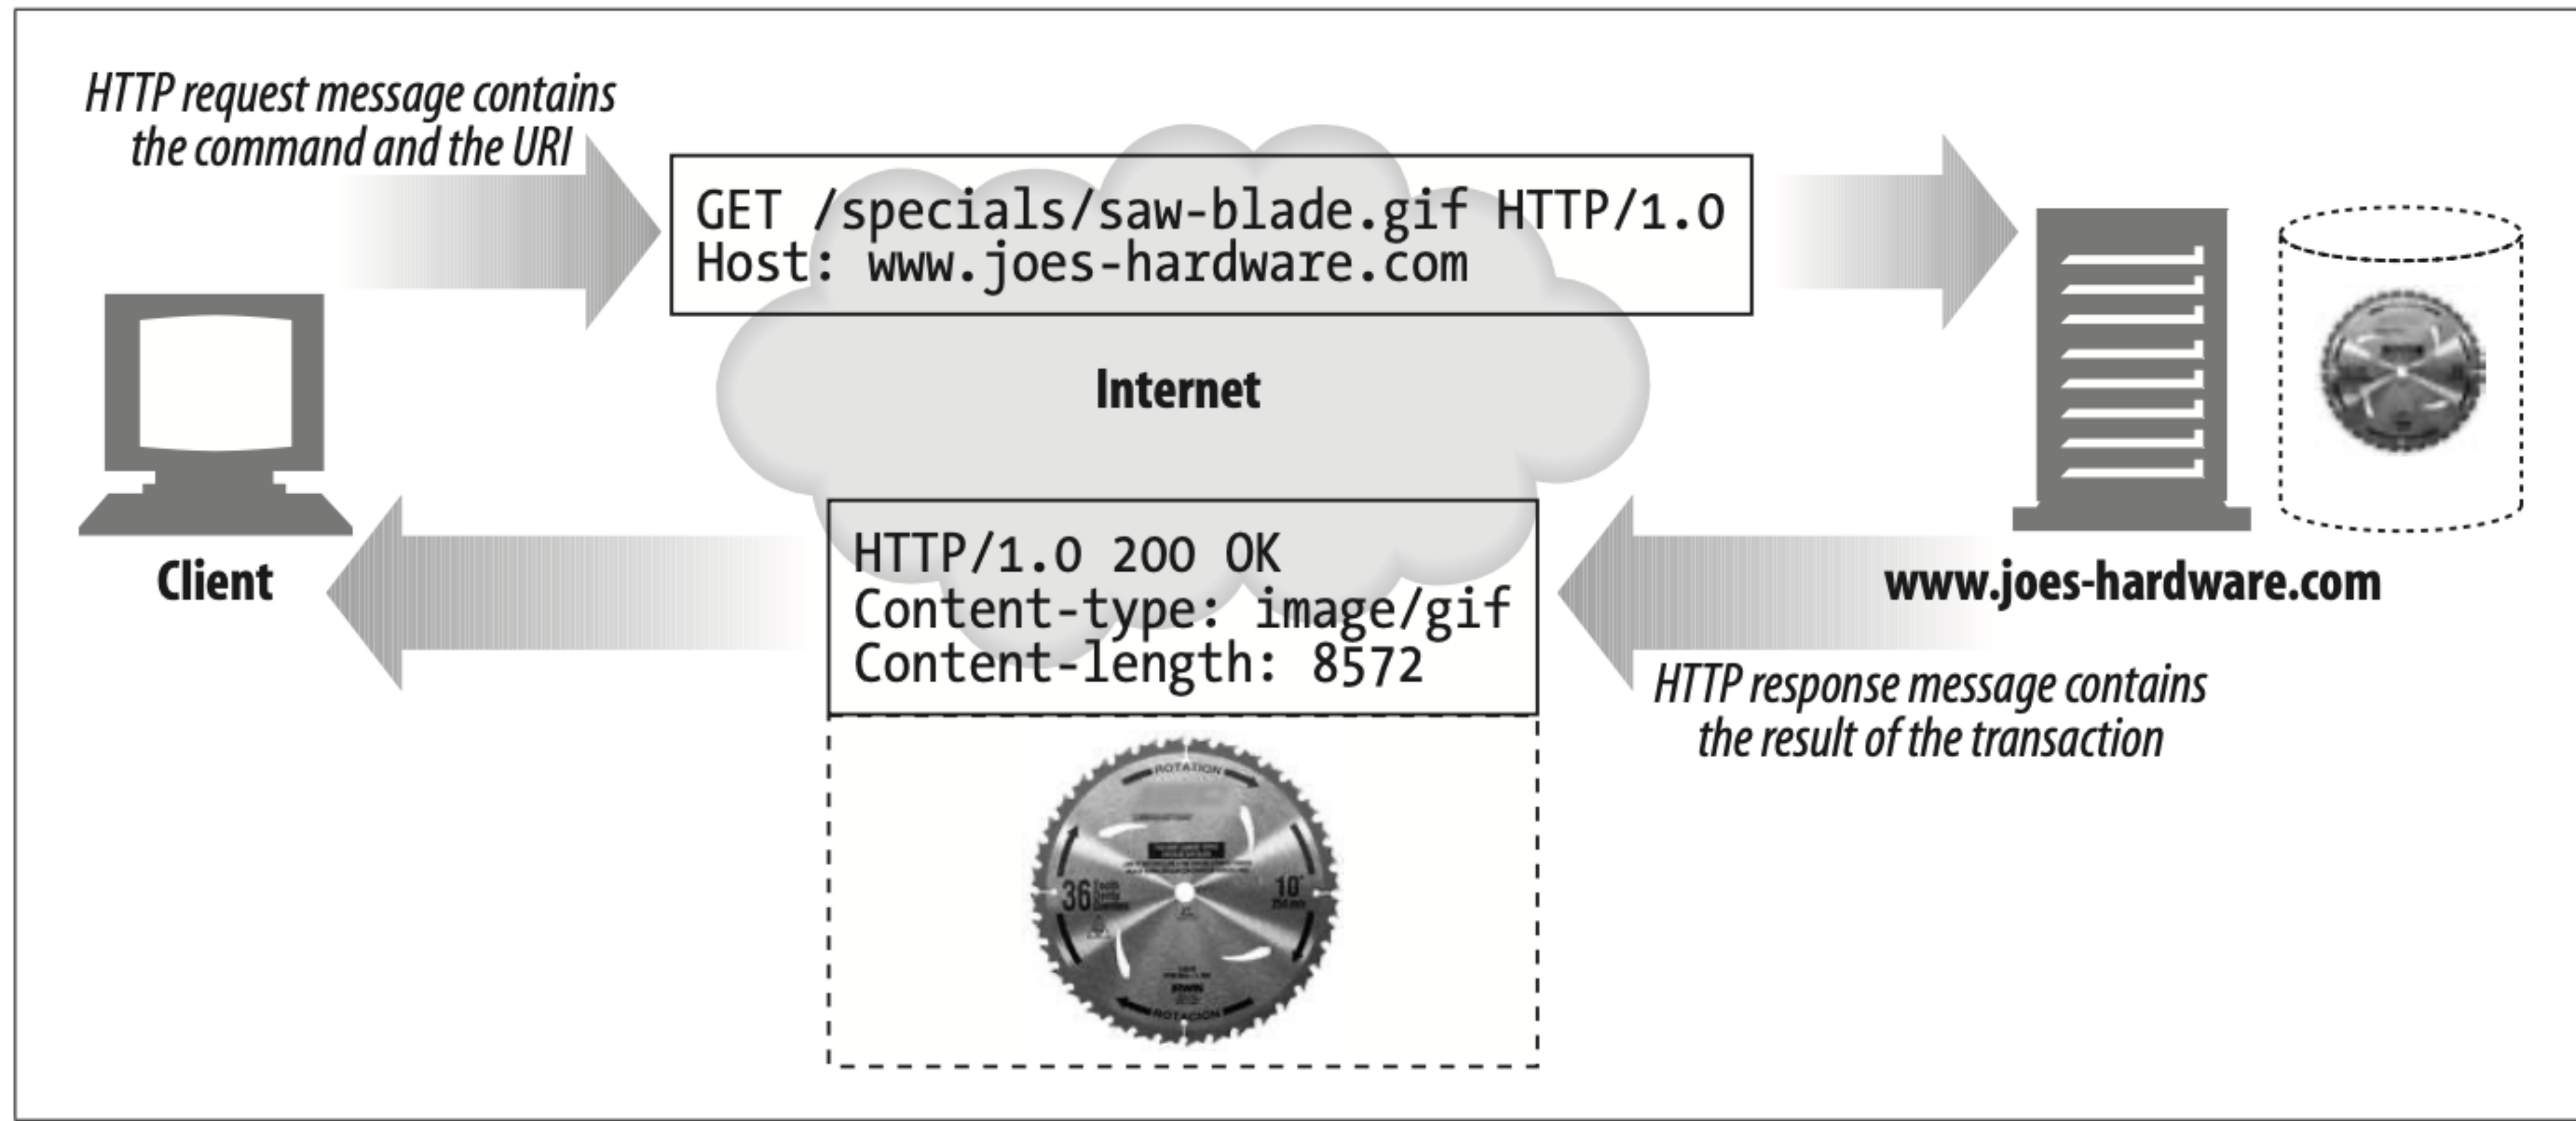 HTTP request message contains
the command and the URI
GET /specials/saw-blade.gif HTTP/1.0
Host: www.joes-hardware.com
Internet
Client
HTTP/1.0 200 OK
Content-type: image/gif
Content-length: 8572
www.joes-hardware.com
HTTP response message contains
the result of the transaction
ROTATION
36
10"
ROTACION